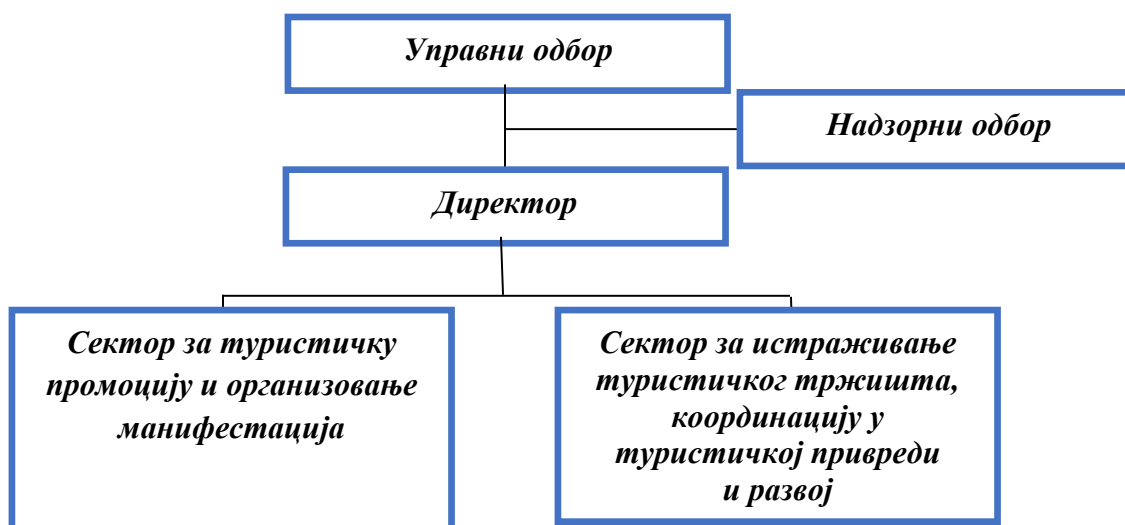 Управни одбор
Надзорни одбор
Директор
Сектор за туристичку
промоцију и организовање
манифестација
Сектор за истраживање
туристичког тржишта,
координацију у
туристичкој привреди
и развој